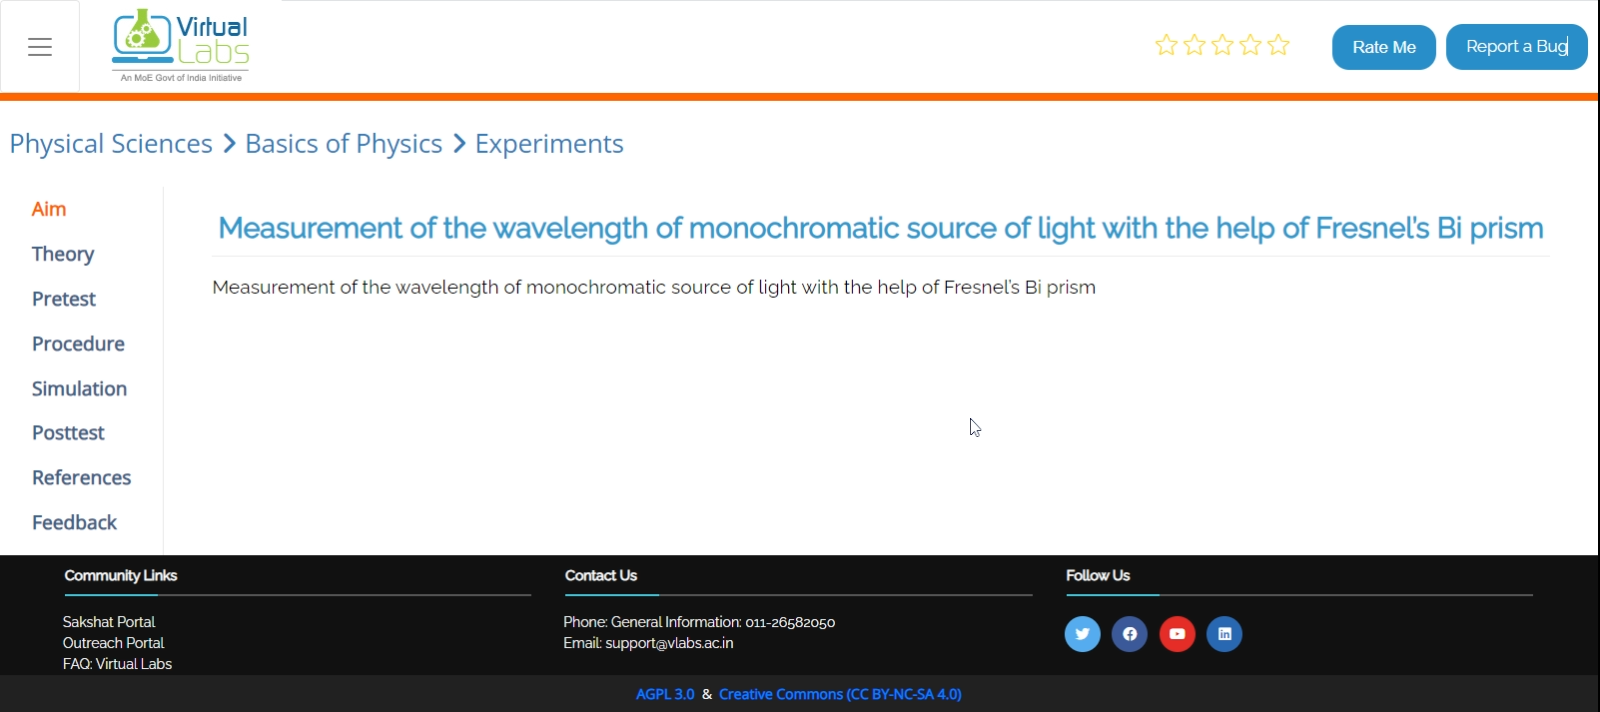 Virtual
Labs
An MoE Govt of India Initiative
Rate Me
Report a Bug
Physical Sciences > Basics of Physics > Experiments
Aim
Theory
Pretest
Procedure
Simulation
Posttest
References
Feedback
Measurement of the wavelength of monochromatic source of light with the help of Fresnel's Bi prism
Measurement of the wavelength of monochromatic source of light with the help of Fresnel's Bi prism
Community Links
Sakshat Portal
Outreach Portal
FAQ: Virtual Labs
Contact Us
Phone: General Information: 011-26582050
Email: support@vlabs.ac.in
Follow Us
AGPL 3.0 & Creative Commons (CC BY-NC-SA 4.0)